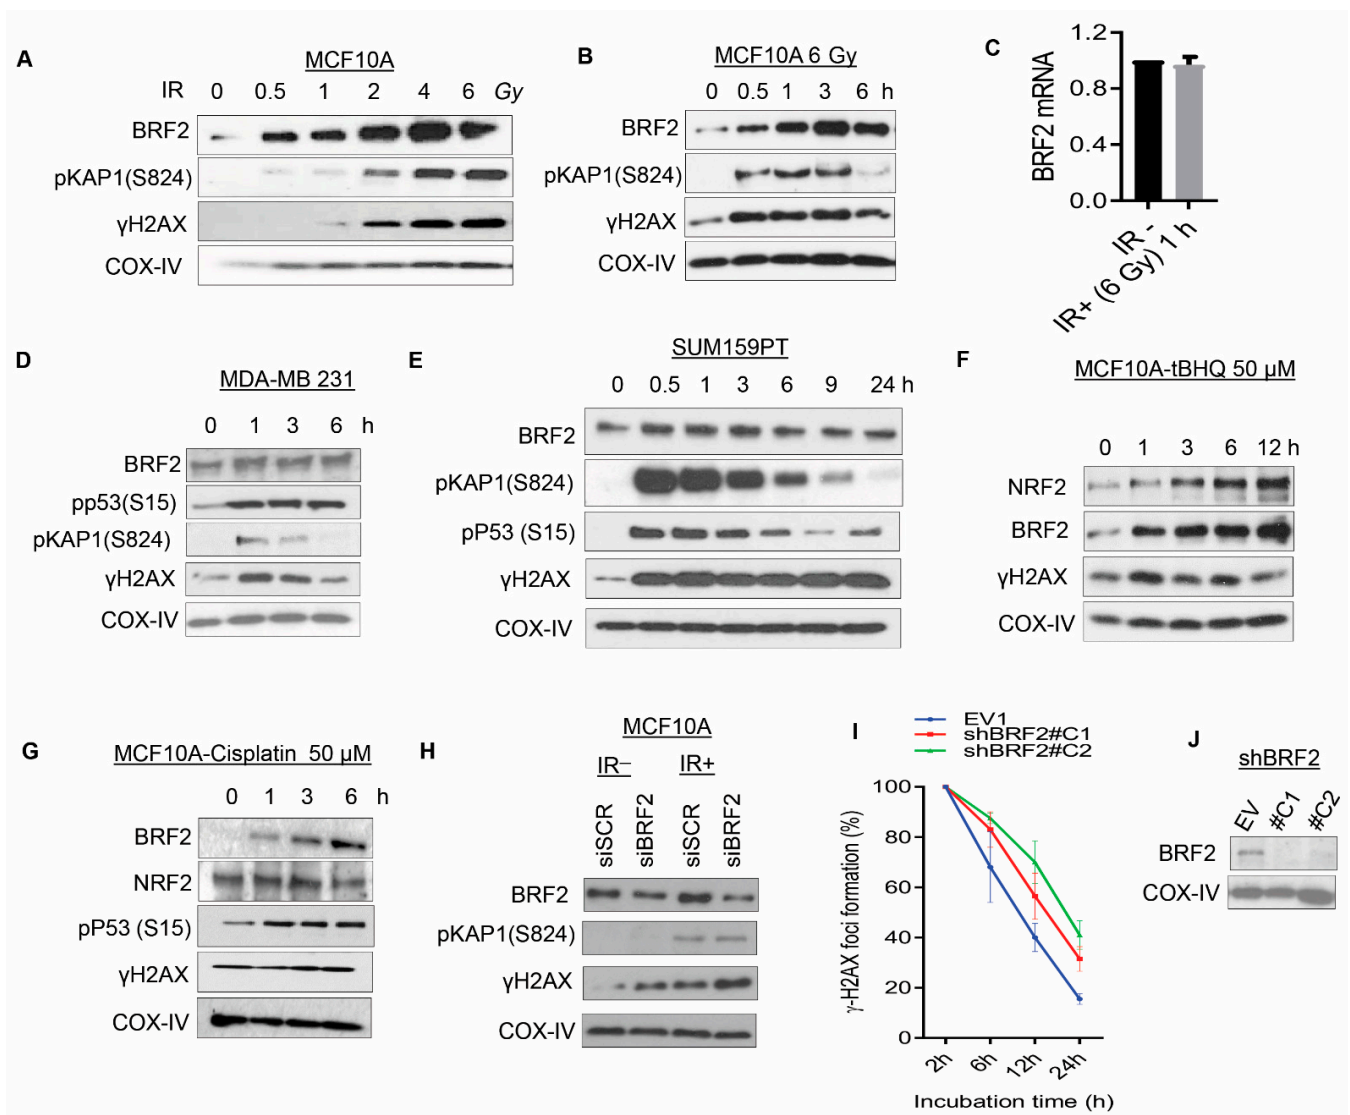 A
MCF10A
IR 0 0.5 1 2 4 6 Gy
BRF2
pKAP1(S824)
γH2AX
COX-IV
B
MCF10A 6 Gy
0 0.5 1 3 6 h
BRF2
pKAP1(S824)
γH2AX
COX-IV
C
BRF2 mRNA
1.2
0.8
0.4
0.0
IR -
IR+ (6 Gy) 1 h
D
MDA-MB 231
0 1 3 6 h
BRF2
pp53(S15)
pKAP1(S824)
γH2AX
COX-IV
E
SUM159PT
0 0.5 1 3 6 9 24 h
BRF2
pKAP1(S824)
pP53 (S15)
γH2AX
COX-IV
F
MCF10A-tBHQ 50 µM
0 1 3 6 12 h
NRF2
BRF2
γH2AX
COX-IV
G
MCF10A-Cisplatin 50 µM
0 1 3 6 h
BRF2
NRF2
pP53 (S15)
γH2AX
COX-IV
H
MCF10A
IR− IR+
siSCR siBRF2 siSCR siBRF2
BRF2
pKAP1(S824)
γH2AX
COX-IV
I
EV1
shBRF2#C1
shBRF2#C2
γ-H2AX foci formation (%)
100
80
60
40
20
0
2h 6h 12h 24h
Incubation time (h)
J
shBRF2
EV #C1 #C2
BRF2
COX-IV